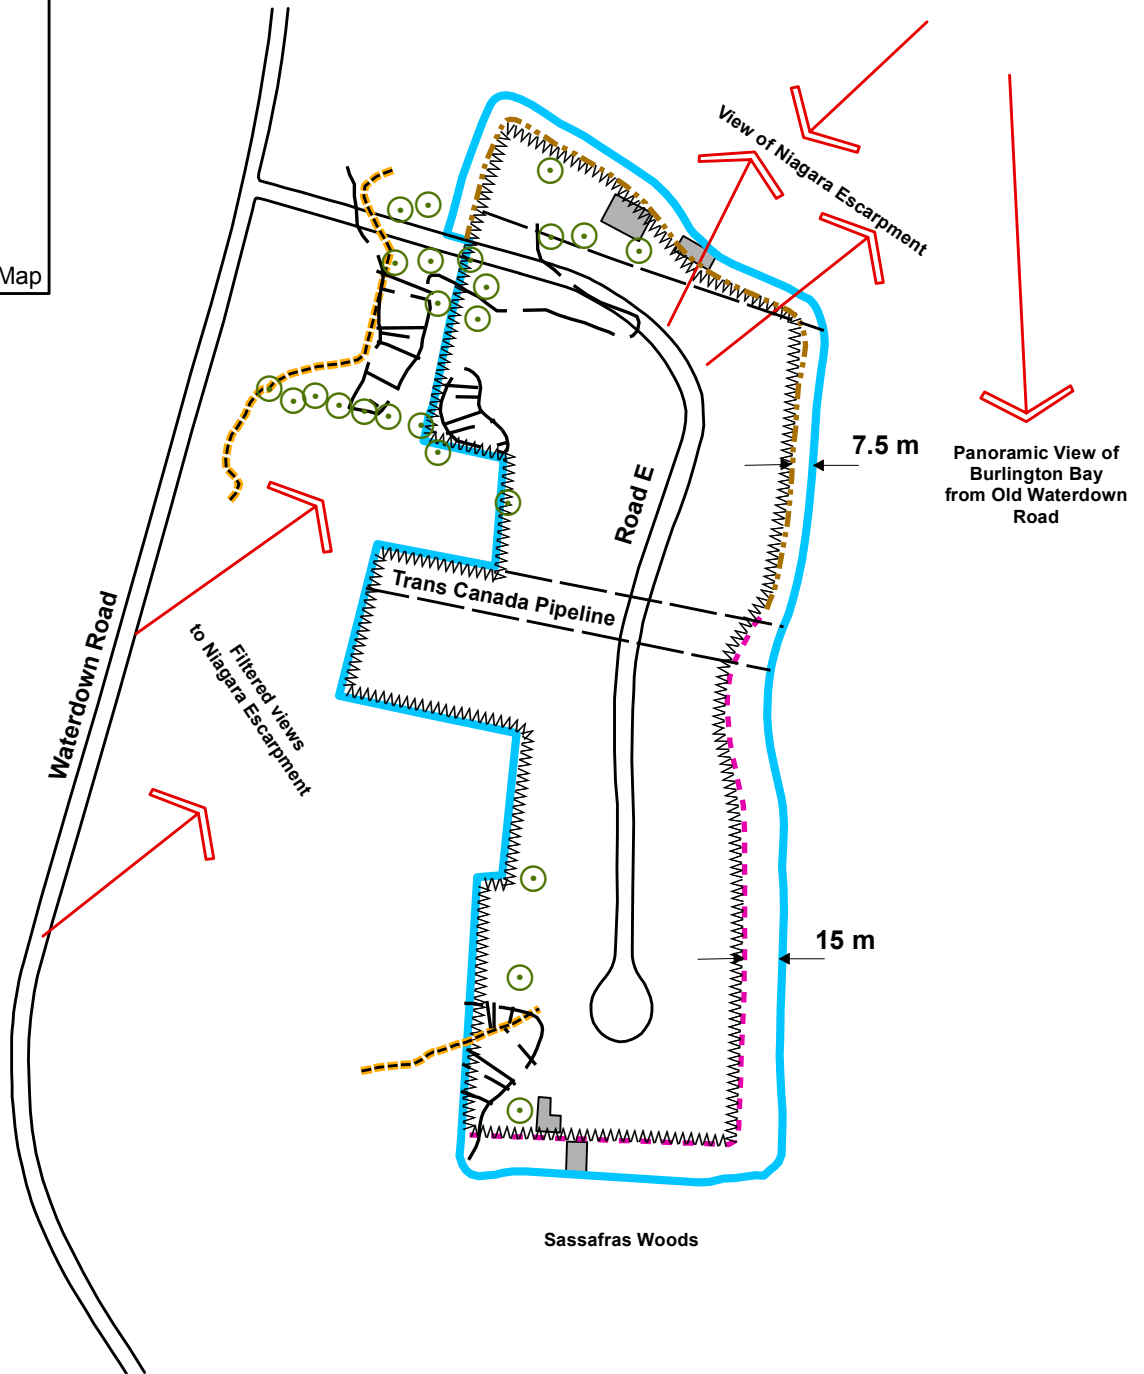 Map
View of Niagara Escarpment
7.5 m
Panoramic View of
Burlington Bay
from Old Waterdown
Road
Road E
Trans Canada Pipeline
Waterdown Road
Filtered views
to Niagara Escarpment
15 m
Sassafras Woods